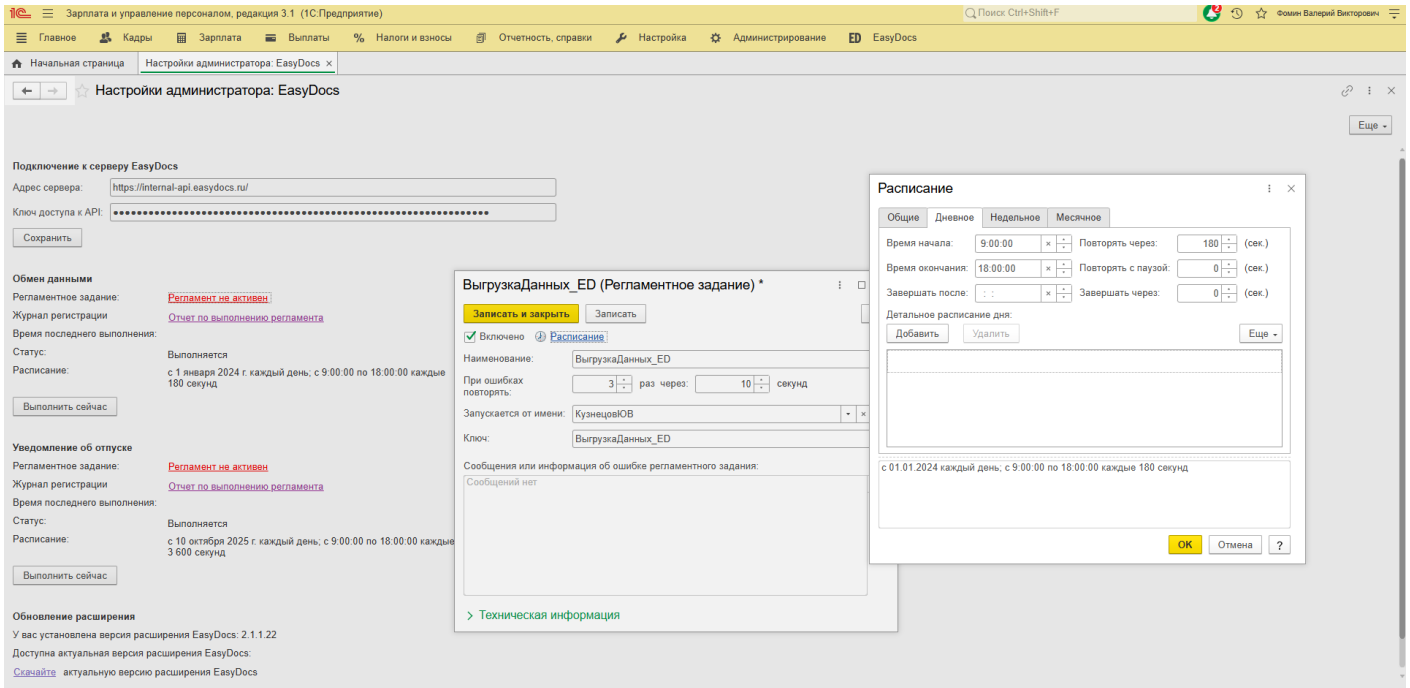 1С Зарплата и управление персоналом, редакция 3.1 (1С:Предприятие) Поиск Ctrl+Shift+F 2 Фомин Валерий Викторович
Главное Кадры Зарплата Выплаты % Налоги и взносы Отчетность, справки Настройка Администрирование ED EasyDocs
Начальная страница Настройки администратора: EasyDocs ×
← → Настройки администратора: EasyDocs
Еще
Подключение к серверу EasyDocs
Адрес сервера: https://internal-api.easydocs.ru/
Ключ доступа к API:
Сохранить
Обмен данными
Регламентное задание: Регламент не активен
Журнал регистрации Отчет по выполнению регламента
Время последнего выполнения:
Статус: Выполняется
Расписание: с 1 января 2024 г. каждый день; с 9:00:00 по 18:00:00 каждые
180 секунд
Выполнить сейчас
Уведомление об отпуске
Регламентное задание: Регламент не активен
Журнал регистрации Отчет по выполнению регламента
Время последнего выполнения:
Статус: Выполняется
Расписание: с 10 октября 2025 г. каждый день; с 9:00:00 по 18:00:00 каждые
3 600 секунд
Выполнить сейчас
Обновление расширения
У вас установлена версия расширения EasyDocs: 2.1.1.22
Доступна актуальная версия расширения EasyDocs:
Скачайте актуальную версию расширения EasyDocs
ВыгрузкаДанных_ED (Регламентное задание) *
Записать и закрыть Записать
Включено Расписание
Наименование: ВыгрузкаДанных_ED
При ошибках
повторять: 3 раз через: 10 секунд
Запускается от имени: КузнецовЮВ
Ключ: ВыгрузкаДанных_ED
Сообщения или информация об ошибке регламентного задания:
Сообщений нет
Техническая информация
Расписание
Общие Дневное Недельное Месячное
Время начала: 9:00:00 Повторять через: 180 (сек.)
Время окончания: 18:00:00 Повторять с паузой: 0 (сек.)
Завершать после: : : Завершать через: 0 (сек.)
Детальное расписание дня:
Добавить Удалить Еще
с 01.01.2024 каждый день; с 9:00:00 по 18:00:00 каждые 180 секунд
ОК Отмена ?